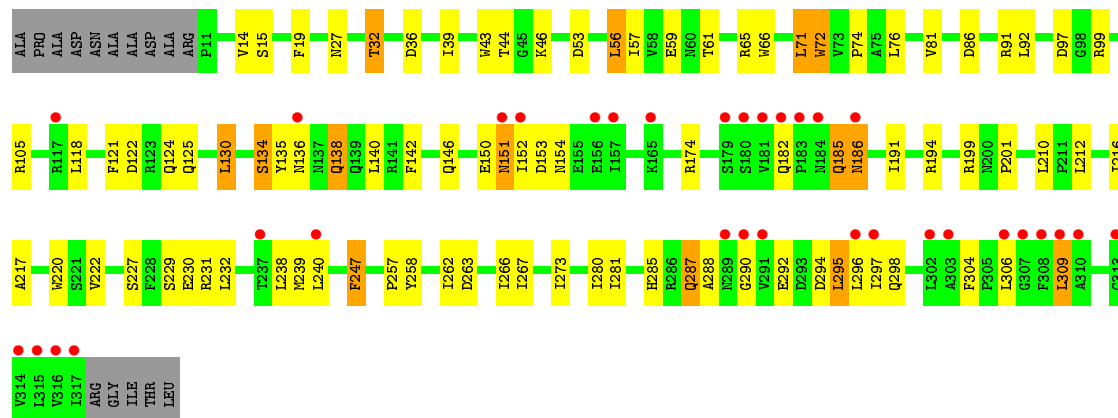 ALA PRO ALA ASP ASN ALA ALA ASP ALA ARG P11 V14 S15 F19 N27 T32 D36 I39 W43 T44 G45 K46 D53 L56 I57 V58 E59 N60 T61 R65 W66 L71 W72 V73 P74 A75 L76 V81 D86 R91 L92 D97 G98 R99
R105 R117 L118 F121 D122 R123 Q124 Q125 L130 S134 Y135 N136 N137 Q138 Q139 L140 R141 F142 Q146 E150 N151 I152 D153 N154 E155 E156 I157 K165 R174 S179 S180 V181 Q182 P183 N184 Q185 N186 I191 R194 R199 N200 P201 L210 P211 L212
A217 W220 S221 V222 S227 F228 S229 E230 R231 L232 T237 L238 M239 L240 F247 P257 Y258 I262 D263 I266 I267 I273 I280 I281 H285 R286 Q287 A288 N289 G290 V291 E292 D293 D294 L295 L296 I297 Q298 L302 A303 F304 P305 L306 G307 F308 L309 A310
V314 L315 V316 I317 ARG GLY ILE THR LEU